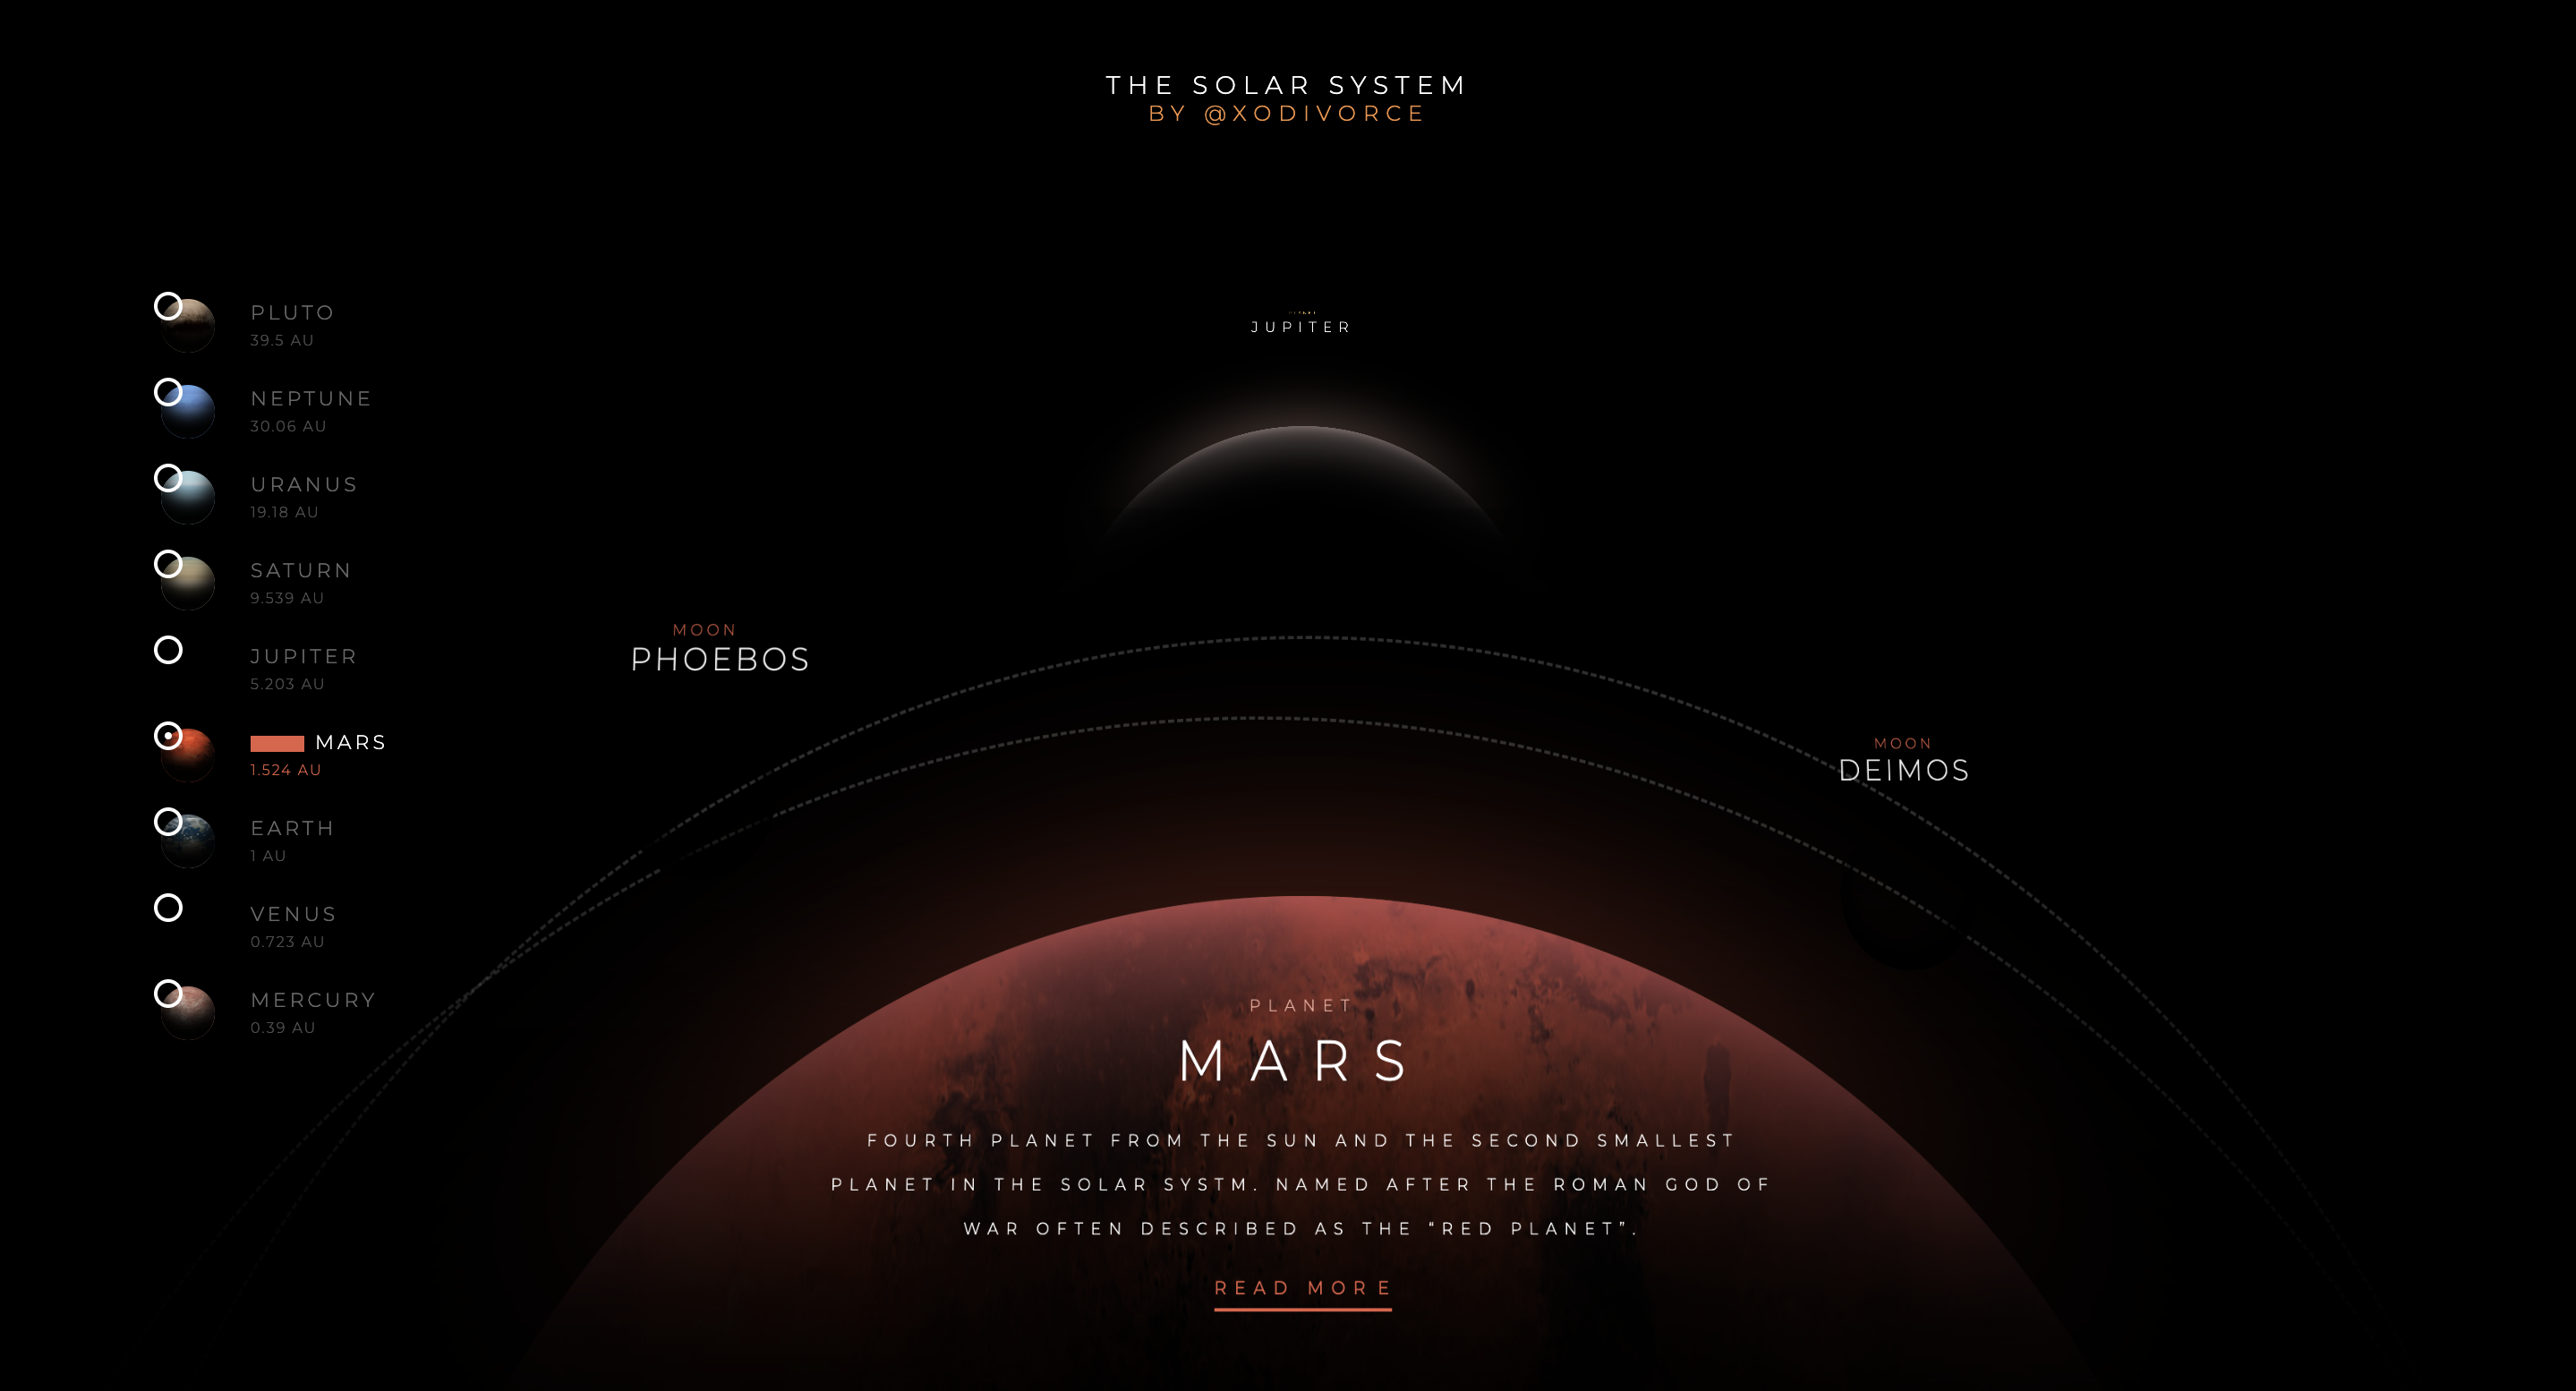 THE SOLAR SYSTEM
BY @XODIVORCE
PLUTO
39.5 AU
NEPTUNE
30.06 AU
URANUS
19.18 AU
SATURN
9.539 AU
JUPITER
5.203 AU
MARS
1.524 AU
EARTH
1 AU
VENUS
0.723 AU
MERCURY
0.39 AU
JUPITER
MOON
PHOEBOS
MOON
DEIMOS
PLANET
MARS
FOURTH PLANET FROM THE SUN AND THE SECOND SMALLEST
PLANET IN THE SOLAR SYSTM. NAMED AFTER THE ROMAN GOD OF
WAR OFTEN DESCRIBED AS THE “RED PLANET”.
READ MORE